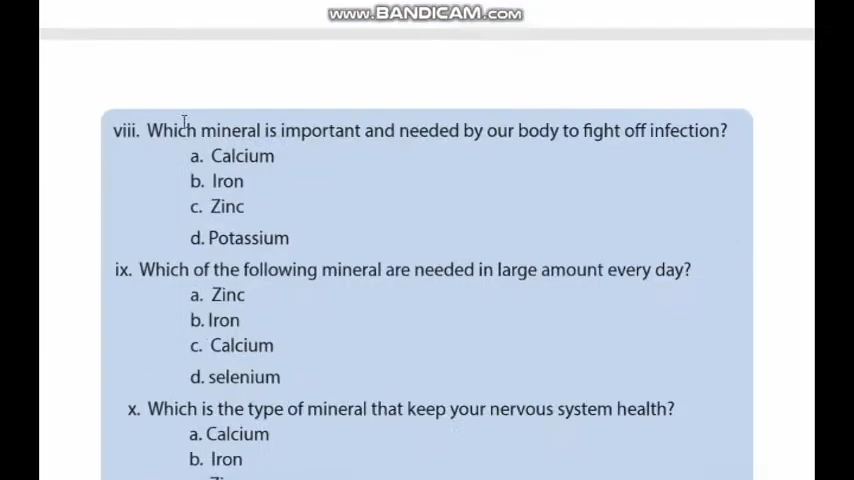 www.BANDICAM.com
viii. Which mineral is important and needed by our body to fight off infection?
a. Calcium
b. Iron
c. Zinc
d. Potassium
ix. Which of the following mineral are needed in large amount every day?
a. Zinc
b. Iron
c. Calcium
d. selenium
x. Which is the type of mineral that keep your nervous system health?
a. Calcium
b. Iron